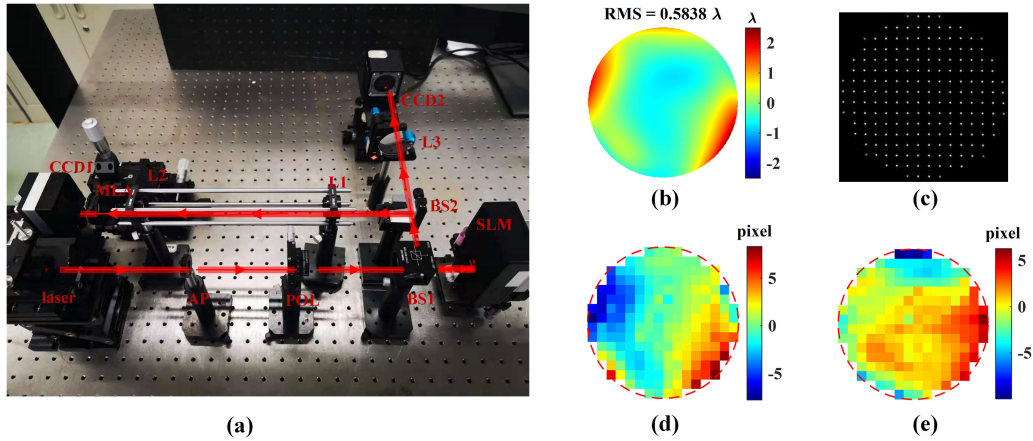 CCD2
L3
CCD1
L2
MLA
L1
BS2
SLM
laser
AP
POL
BS1
(a)
RMS = 0.5838 λ
λ
2
1
0
-1
-2
(b)
(c)
pixel
5
0
-5
(d)
pixel
5
0
-5
(e)